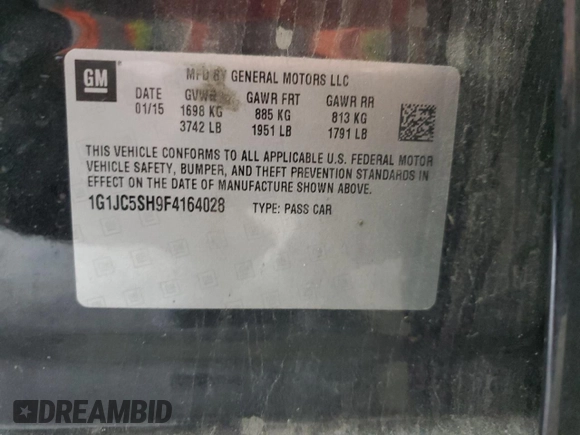 GM
MFD BY GENERAL MOTORS LLC
DATE GVWR GAWR FRT GAWR RR
01/15 1698 KG 885 KG 813 KG
3742 LB 1951 LB 1791 LB
THIS VEHICLE CONFORMS TO ALL APPLICABLE U.S. FEDERAL MOTOR
VEHICLE SAFETY, BUMPER, AND THEFT PREVENTION STANDARDS IN
EFFECT ON THE DATE OF MANUFACTURE SHOWN ABOVE.
1G1JC5SH9F4164028 TYPE: PASS CAR
DREAMBID